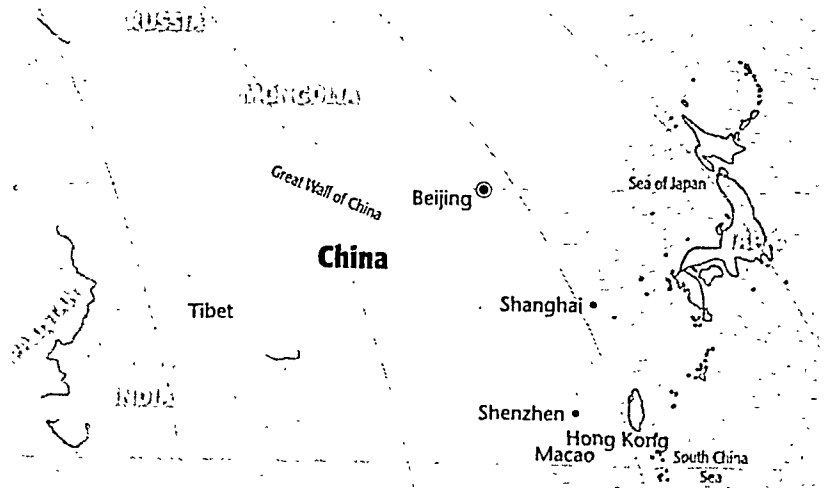 RUSSIA
MONGOLIA
Great Wall of China
Beijing
Sea of Japan
China
Tibet
Shanghai
INDIA
Shenzhen
Hong Kong
Macao
South China
Sea